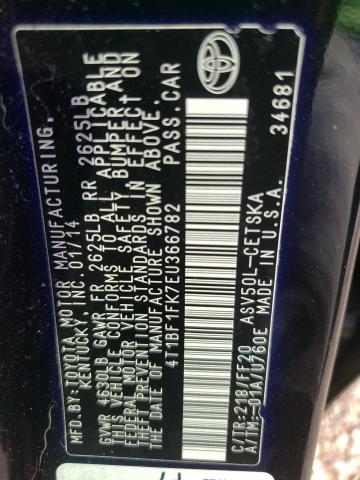 MFD.BY:TOYOTA MOTOR MANUFACTURING,
KENTUCKY, INC. 01/14
GVWR 4630LB GAWR FR 2625LB RR 2625LB
THIS VEHICLE CONFORMS TO ALL APPLICABLE
FEDERAL MOTOR VEHICLE SAFETY BUMPER, AND
THEFT PREVENTION STANDARDS IN EFFECT ON
THE DATE OF MANUFACTURE SHOWN ABOVE.
4T1BF1FK7EU366782 PASS.CAR
C/TR:218/FF20 ASV50L-CETSKA
A/TM:-01A/U760E MADE IN U.S.A.
34681